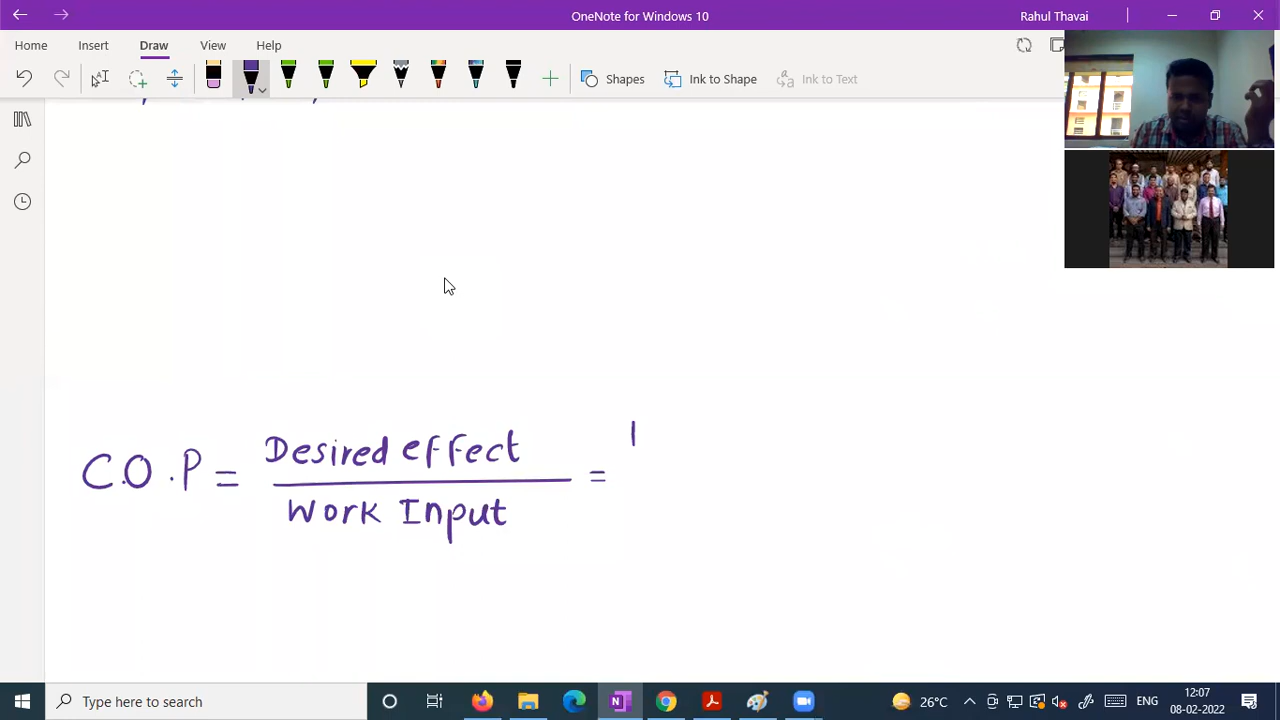 OneNote for Windows 10
Rahul Thavai
Home Insert Draw View Help
Shapes Ink to Shape Ink to Text
C.O.P = Desired effect =
Work Input
Type here to search
26°C ENG 12:07
08-02-2022